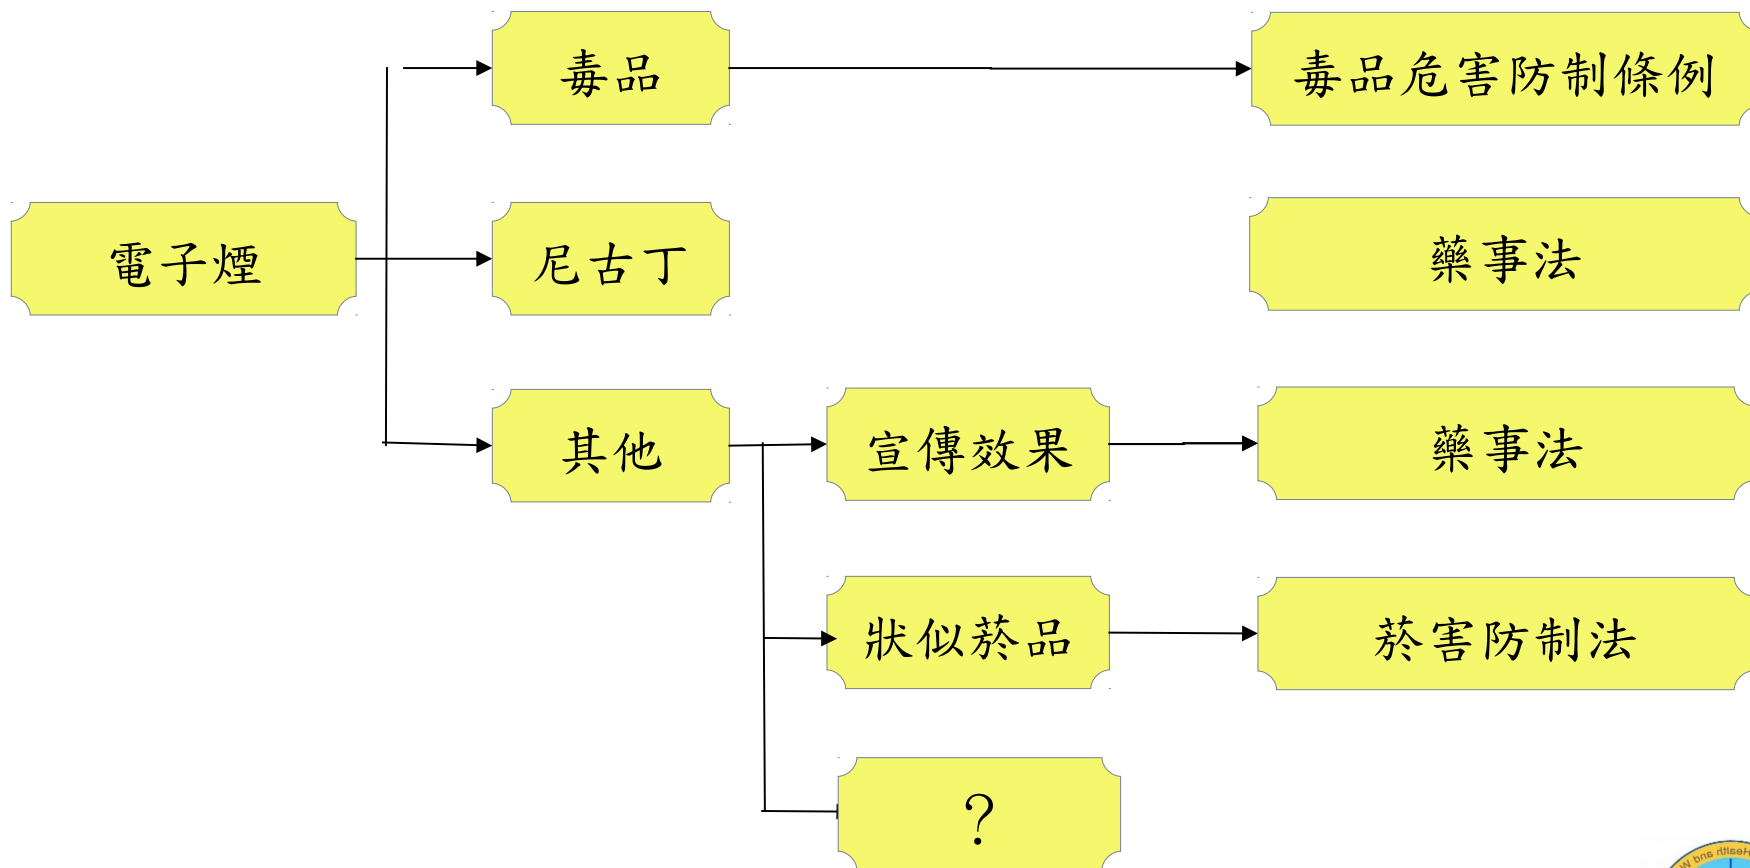 毒品
毒品危害防制條例
電子煙
尼古丁
藥事法
其他
宣傳效果
藥事法
狀似菸品
菸害防制法
？